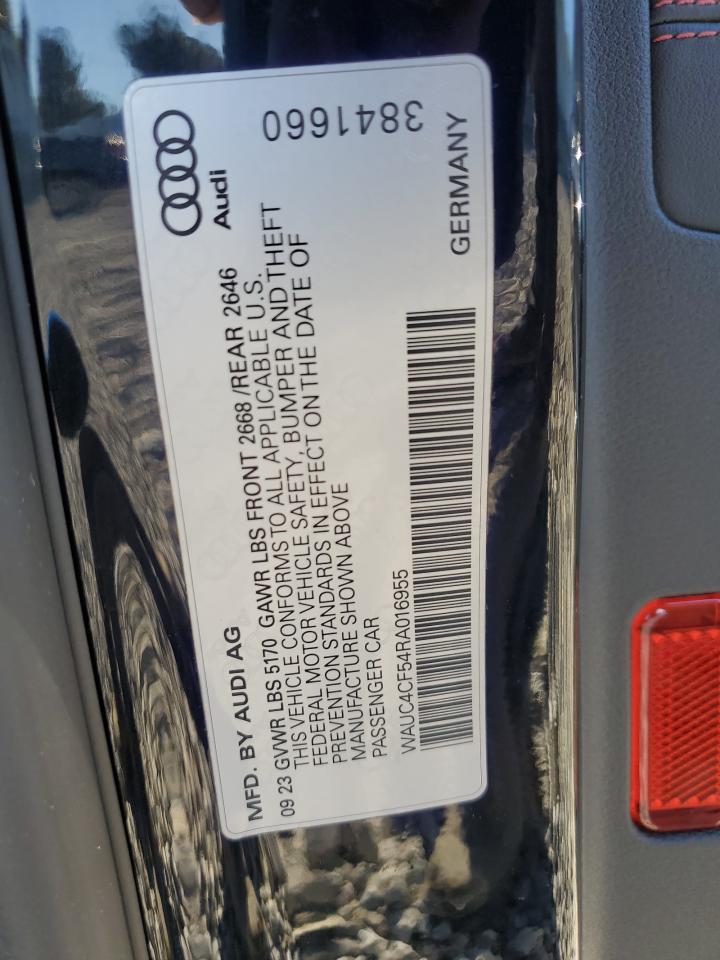 MFD. BY AUDI AG
09 23 GVWR LBS 5170 GAWR LBS FRONT 2668 /REAR 2646
THIS VEHICLE CONFORMS TO ALL APPLICABLE U.S.
FEDERAL MOTOR VEHICLE SAFETY, BUMPER AND THEFT
PREVENTION STANDARDS IN EFFECT ON THE DATE OF
MANUFACTURE SHOWN ABOVE
PASSENGER CAR
WAUC4CF54RA016955
Audi
3841660
GERMANY